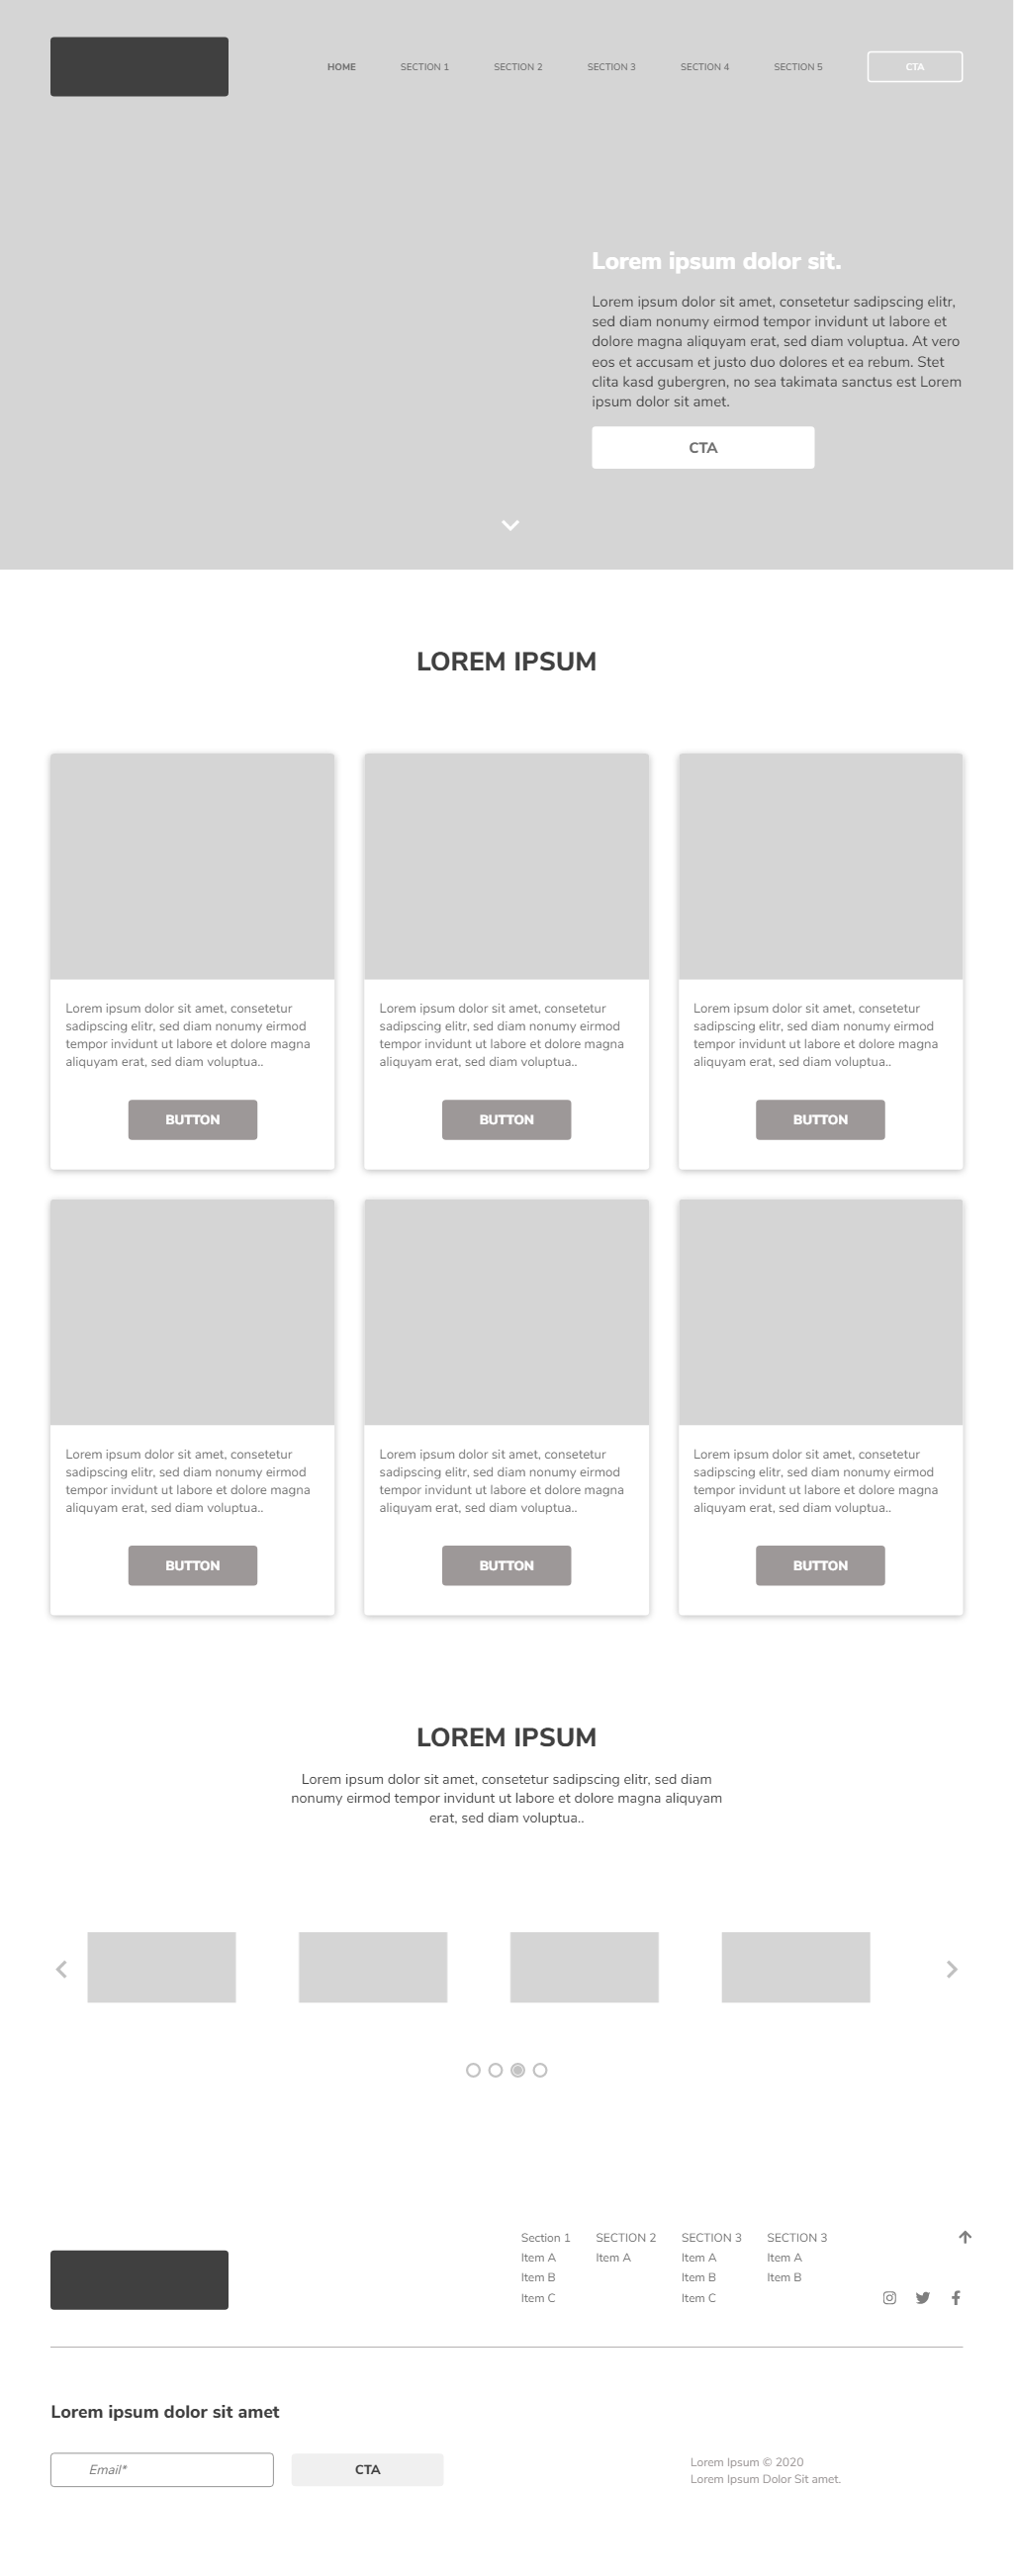 HOME SECTION 1 SECTION 2 SECTION 3 SECTION 4 SECTION 5 CTA
Lorem ipsum dolor sit.
Lorem ipsum dolor sit amet, consetetur sadipscing elitr,
sed diam nonumy eirmod tempor invidunt ut labore et
dolore magna aliquyam erat, sed diam voluptua. At vero
eos et accusam et justo duo dolores et ea rebum. Stet
clita kasd gubergren, no sea takimata sanctus est Lorem
ipsum dolor sit amet.
CTA
LOREM IPSUM
Lorem ipsum dolor sit amet, consetetur
sadipscing elitr, sed diam nonumy eirmod
tempor invidunt ut labore et dolore magna
aliquyam erat, sed diam voluptua..
BUTTON
Lorem ipsum dolor sit amet, consetetur
sadipscing elitr, sed diam nonumy eirmod
tempor invidunt ut labore et dolore magna
aliquyam erat, sed diam voluptua..
BUTTON
Lorem ipsum dolor sit amet, consetetur
sadipscing elitr, sed diam nonumy eirmod
tempor invidunt ut labore et dolore magna
aliquyam erat, sed diam voluptua..
BUTTON
Lorem ipsum dolor sit amet, consetetur
sadipscing elitr, sed diam nonumy eirmod
tempor invidunt ut labore et dolore magna
aliquyam erat, sed diam voluptua..
BUTTON
Lorem ipsum dolor sit amet, consetetur
sadipscing elitr, sed diam nonumy eirmod
tempor invidunt ut labore et dolore magna
aliquyam erat, sed diam voluptua..
BUTTON
Lorem ipsum dolor sit amet, consetetur
sadipscing elitr, sed diam nonumy eirmod
tempor invidunt ut labore et dolore magna
aliquyam erat, sed diam voluptua..
BUTTON
LOREM IPSUM
Lorem ipsum dolor sit amet, consetetur sadipscing elitr, sed diam
nonumy eirmod tempor invidunt ut labore et dolore magna aliquyam
erat, sed diam voluptua..
Section 1
Item A
Item B
Item C
SECTION 2
Item A
SECTION 3
Item A
Item B
Item C
SECTION 3
Item A
Item B
Lorem ipsum dolor sit amet
Email*
CTA
Lorem Ipsum © 2020
Lorem Ipsum Dolor Sit amet.